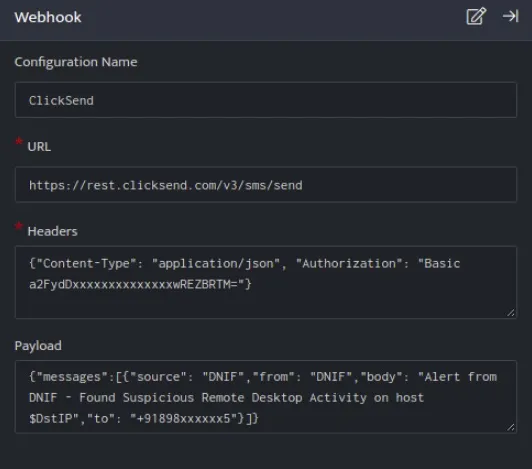 Webhook
Configuration Name
ClickSend
* URL
https://rest.clicksend.com/v3/sms/send
* Headers
{"Content-Type": "application/json", "Authorization": "Basic
a2FydDxxxxxxxxxxxxxxwREZBRTM="}
Payload
{"messages":[{"source": "DNIF","from": "DNIF","body": "Alert from
DNIF - Found Suspicious Remote Desktop Activity on host
$DstIP","to": "+91898xxxxxx5"}]}